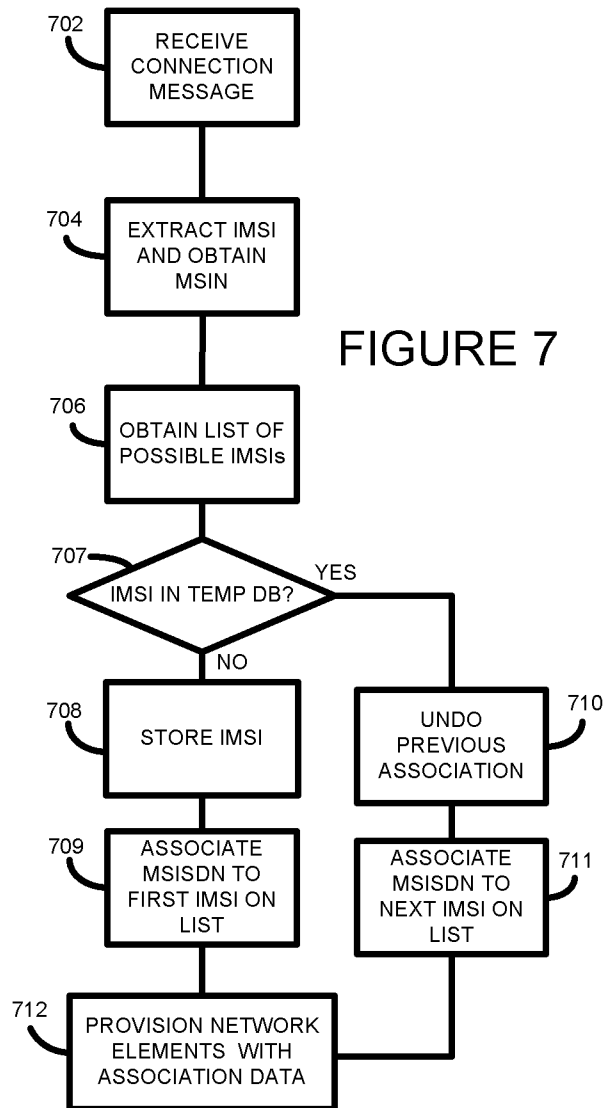 702
RECEIVE
CONNECTION
MESSAGE
704
EXTRACT IMSI
AND OBTAIN
MSIN
FIGURE 7
706
OBTAIN LIST OF
POSSIBLE IMSIs
707
IMSI IN TEMP DB?
YES
NO
708
STORE IMSI
710
UNDO
PREVIOUS
ASSOCIATION
709
ASSOCIATE
MSISDN TO
FIRST IMSI ON
LIST
711
ASSOCIATE
MSISDN TO
NEXT IMSI ON
LIST
712
PROVISION NETWORK
ELEMENTS WITH
ASSOCIATION DATA